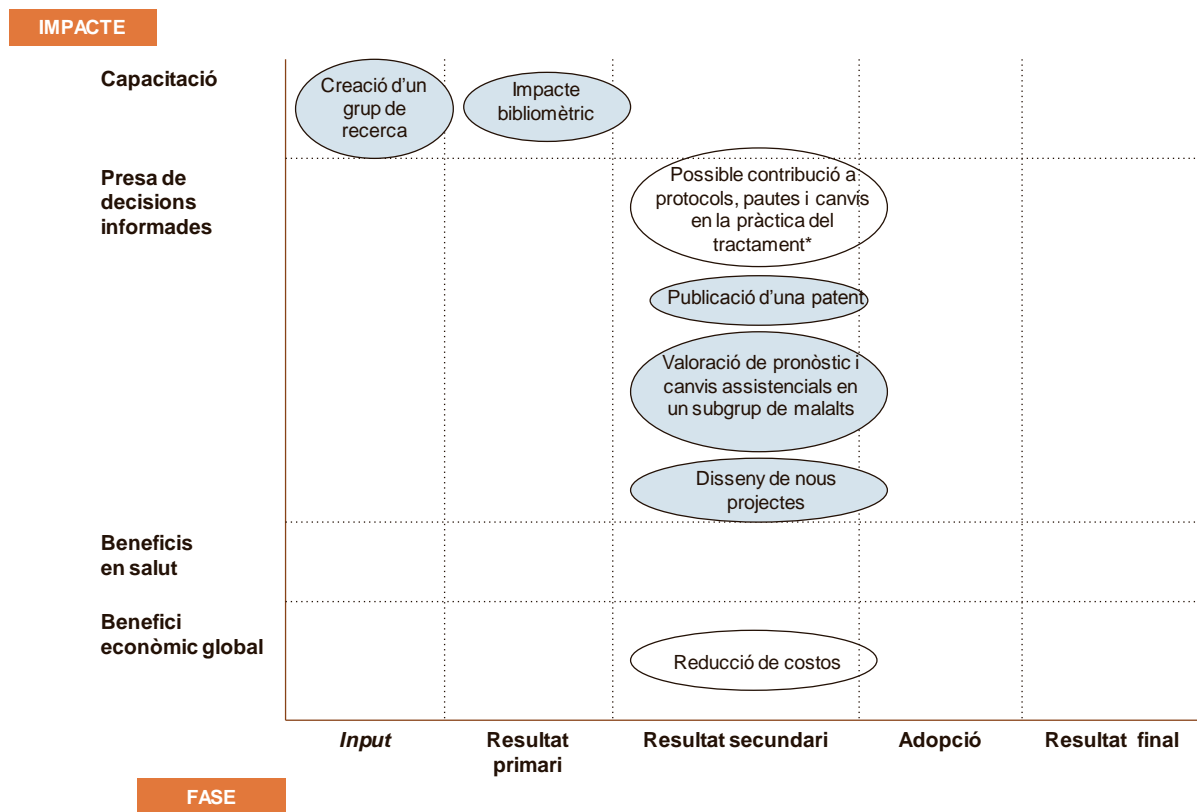 IMPACTE
Capacitació
Creació d’un
grup de
recerca
Impacte
bibliomètric
Presa de
decisions
informades
Possible contribució a
protocols, pautes i canvis
en la pràctica del
tractament*
Publicació d’una patent
Valoració de pronòstic i
canvis assistencials en
un subgrup de malalts
Disseny de nous
projectes
Beneficis
en salut
Benefici
econòmic global
Reducció de costos
Input
Resultat
primari
Resultat secundari
Adopció
Resultat final
FASE